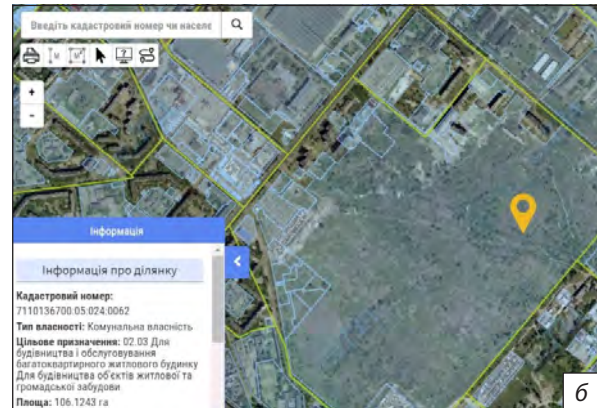 Введіть кадастровий номер чи населе
+
-
Інформація
Інформація про ділянку
Кадастровий номер:
7110136700:05:024:0062
Тип власності: Комунальна власність
Цільове призначення: 02.03 Для
будівництва і обслуговування
багатоквартирного житлового будинку
Для будівництва об'єктів житлової та
громадської забудови
Площа: 106.1243 га
б